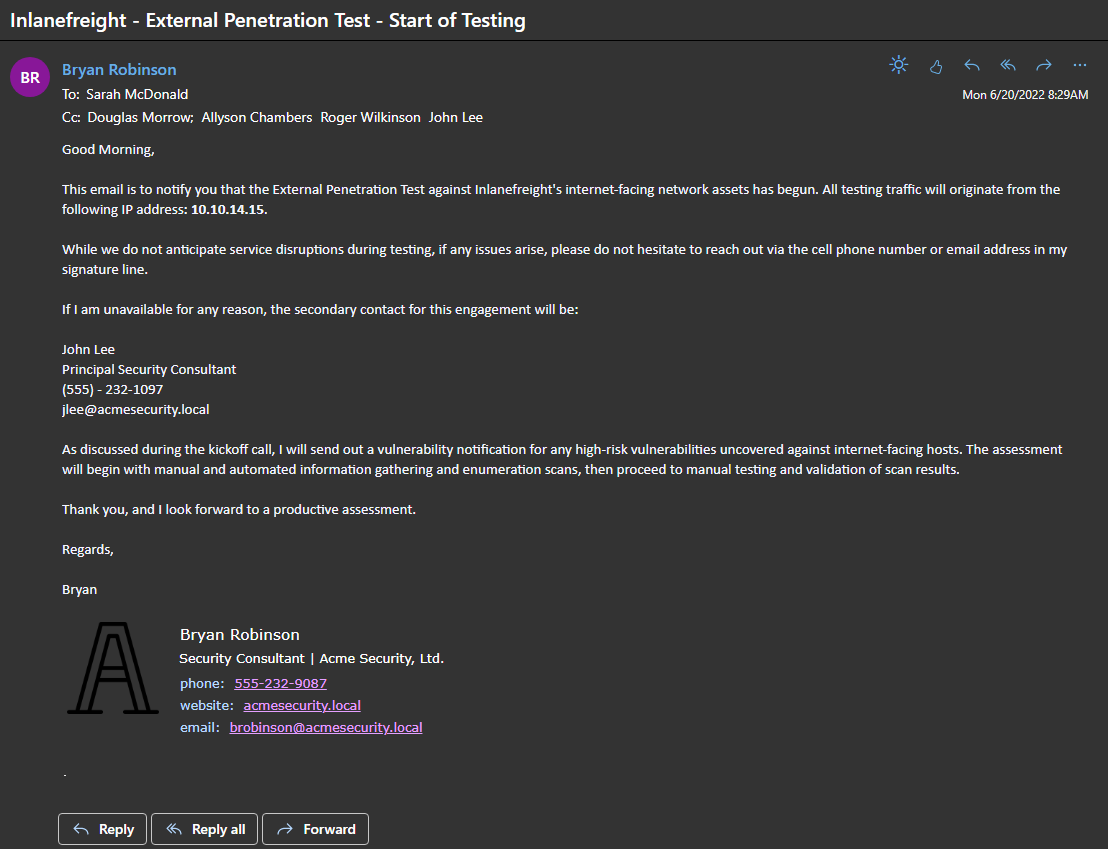 Inlanefreight - External Penetration Test - Start of Testing
BR
Bryan Robinson
To: Sarah McDonald
Mon 6/20/2022 8:29AM
Cc: Douglas Morrow; Allyson Chambers Roger Wilkinson John Lee
Good Morning,
This email is to notify you that the External Penetration Test against Inlanefreight's internet-facing network assets has begun. All testing traffic will originate from the
following IP address: 10.10.14.15.
While we do not anticipate service disruptions during testing, if any issues arise, please do not hesitate to reach out via the cell phone number or email address in my
signature line.
If I am unavailable for any reason, the secondary contact for this engagement will be:
John Lee
Principal Security Consultant
(555) - 232-1097
jlee@acmesecurity.local
As discussed during the kickoff call, I will send out a vulnerability notification for any high-risk vulnerabilities uncovered against internet-facing hosts. The assessment
will begin with manual and automated information gathering and enumeration scans, then proceed to manual testing and validation of scan results.
Thank you, and I look forward to a productive assessment.
Regards,
Bryan
Bryan Robinson
Security Consultant | Acme Security, Ltd.
phone: 555-232-9087
website: acmesecurity.local
email: brobinson@acmesecurity.local
.
Reply
Reply all
Forward